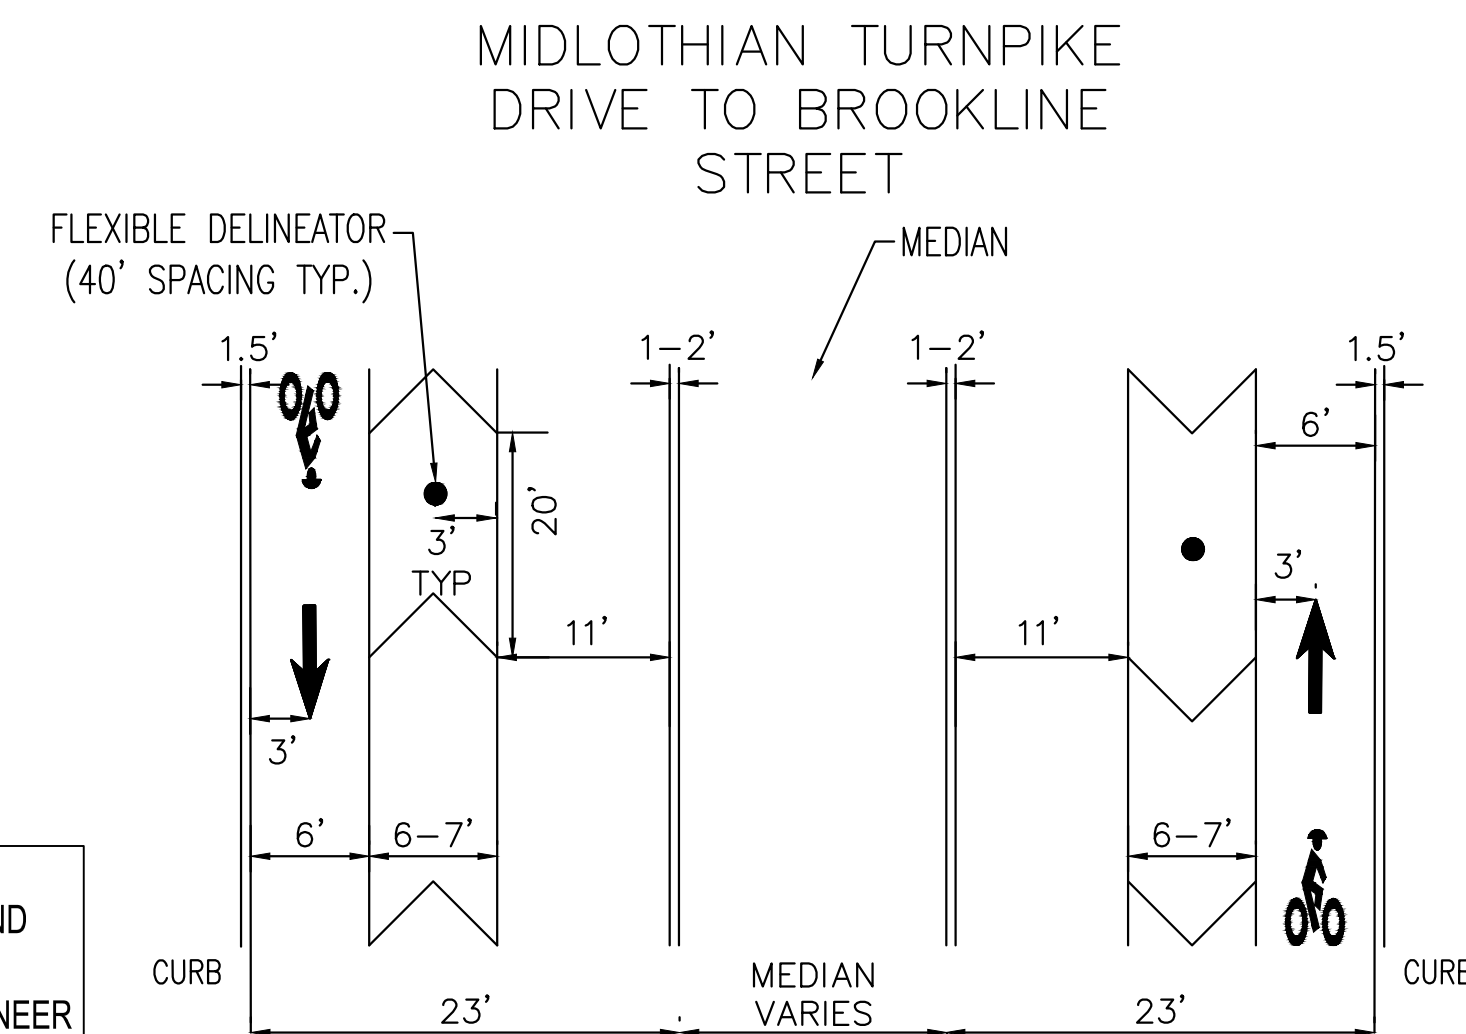 MIDLOTHIAN TURNPIKE
DRIVE TO BROOKLINE
STREET
FLEXIBLE DELINEATOR
(40' SPACING TYP.)
MEDIAN
1.5'
1-2'
1-2'
1.5'
6'
20'
3'
TYP
3'
11'
11'
3'
6'
6-7'
6-7'
ND
NEER
CURB
MEDIAN
VARIES
CURB
23'
23'